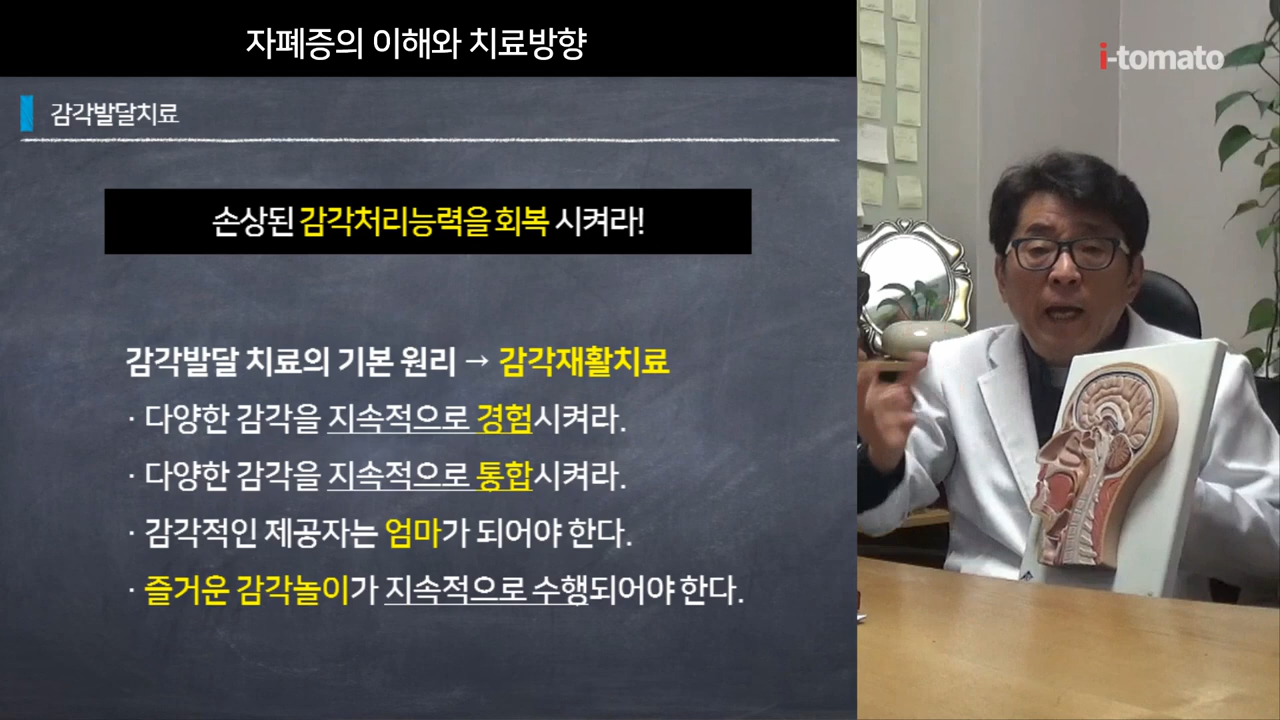 자폐증의 이해와 치료방향
i-tomato
감각발달치료
손상된 감각처리능력을 회복 시켜라!
감각발달 치료의 기본 원리 → 감각재활치료
· 다양한 감각을 지속적으로 경험시켜라.
· 다양한 감각을 지속적으로 통합시켜라.
· 감각적인 제공자는 엄마가 되어야 한다.
· 즐거운 감각놀이가 지속적으로 수행되어야 한다.